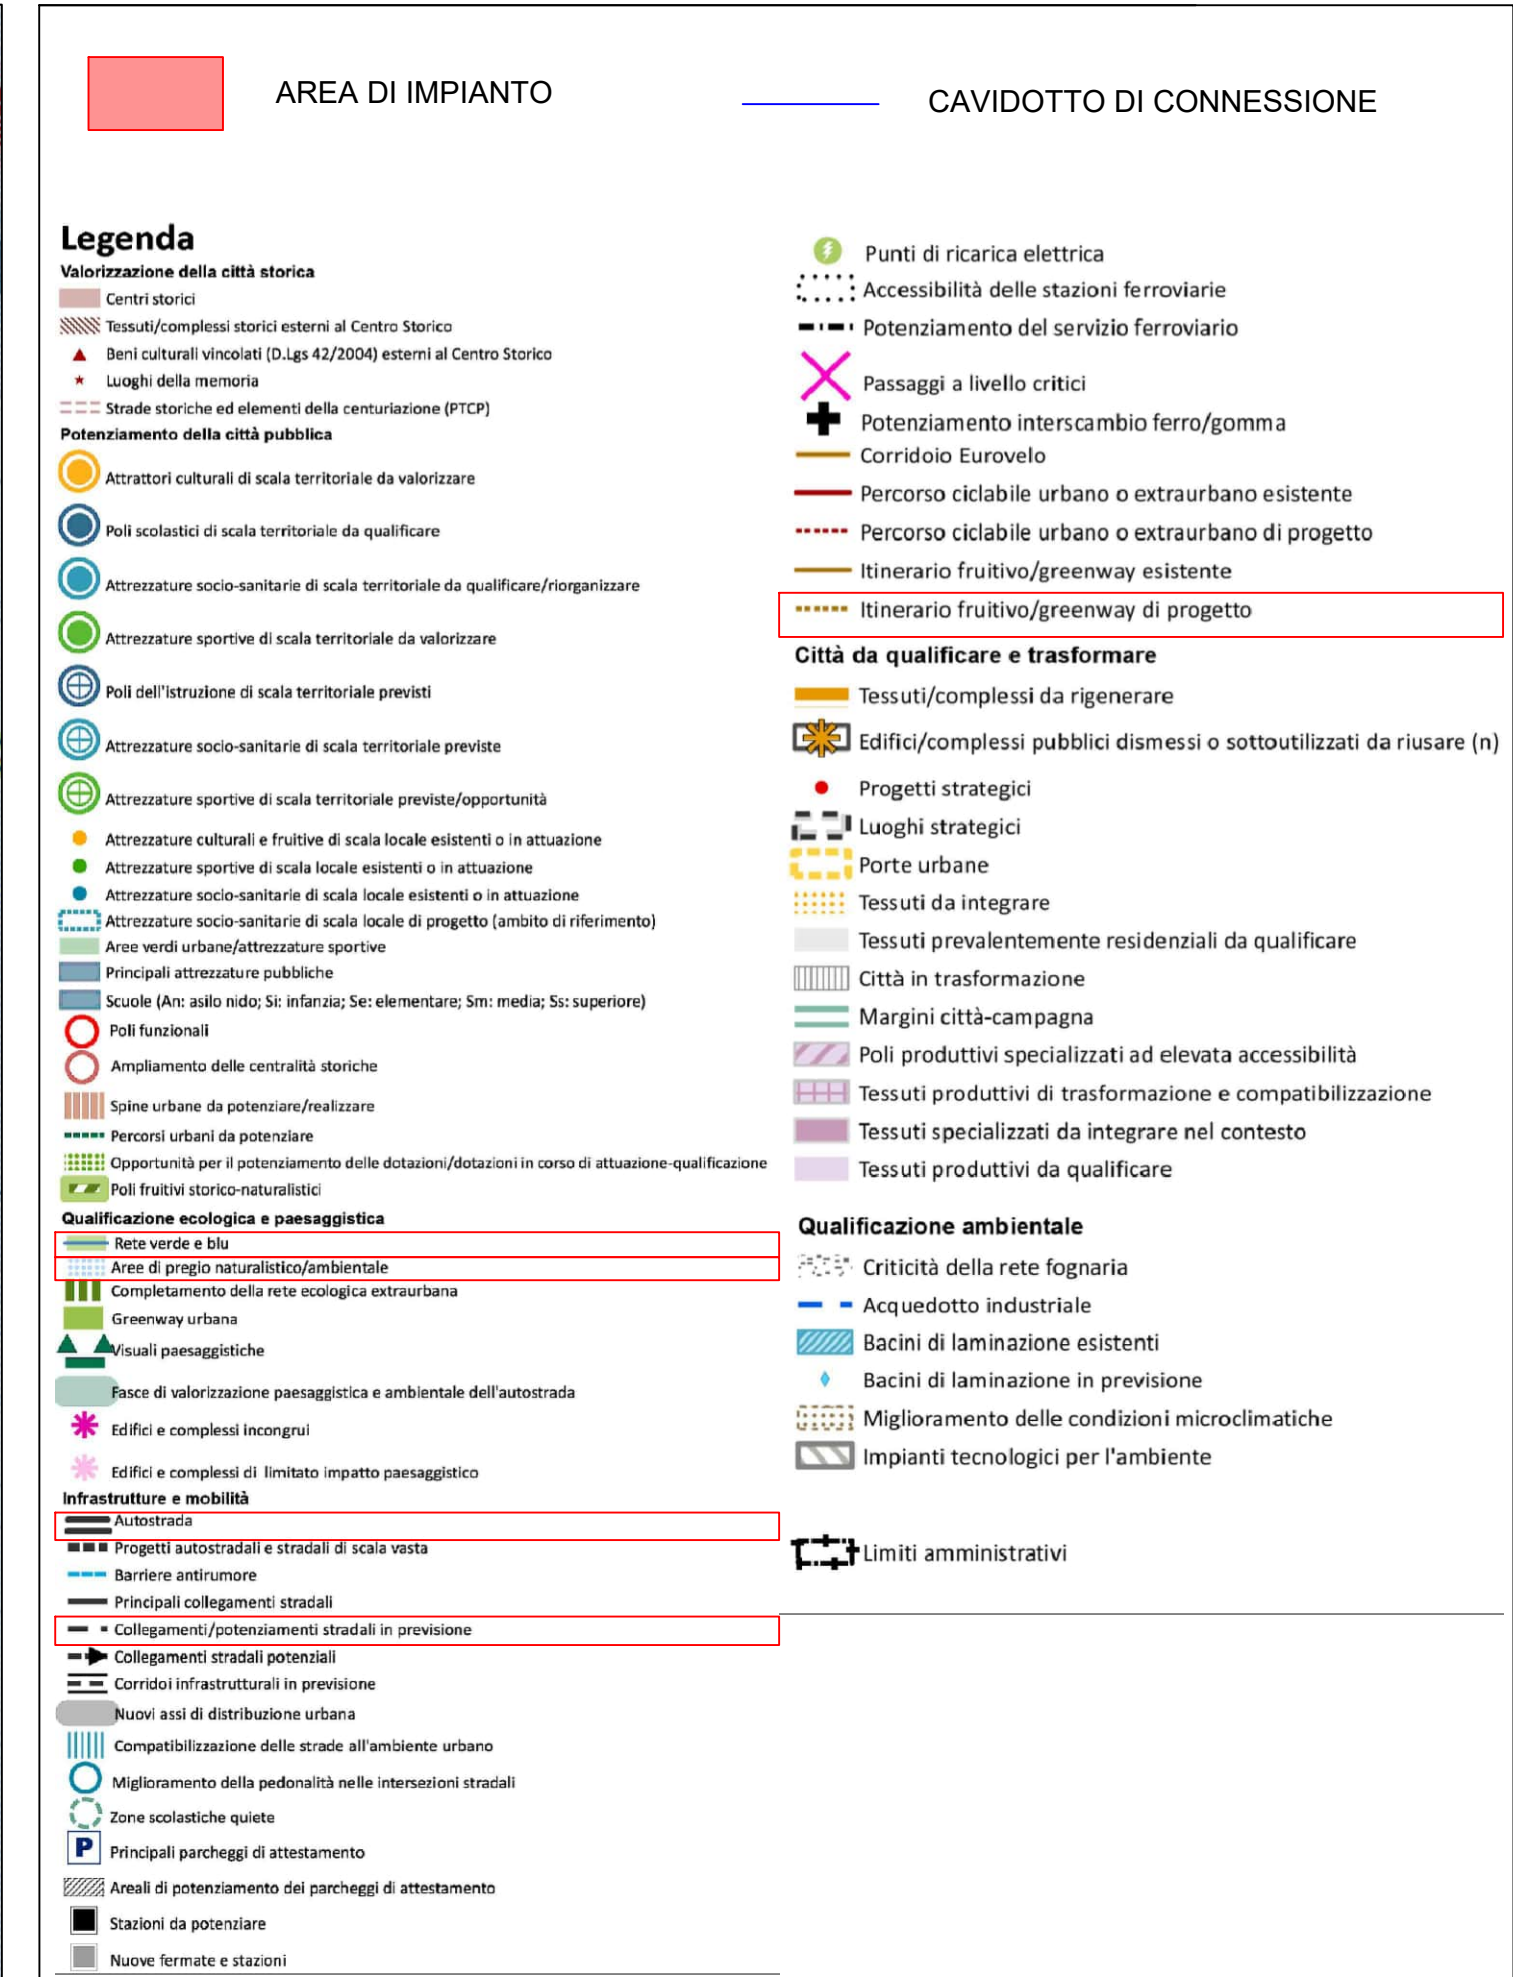 AREA DI IMPIANTO
CAVIDOTTO DI CONNESSIONE
Legenda
Valorizzazione della città storica
Centri storici
Tessuti/complessi storici esterni al Centro Storico
Beni culturali vincolati (D.Lgs 42/2004) esterni al Centro Storico
Luoghi della memoria
Strade storiche ed elementi della centuriazione (PTCP)
Potenziamento della città pubblica
Attrattori culturali di scala territoriale da valorizzare
Poli scolastici di scala territoriale da qualificare
Attrezzature socio-sanitarie di scala territoriale da qualificare/riorganizzare
Attrezzature sportive di scala territoriale da valorizzare
Poli dell'istruzione di scala territoriale previsti
Attrezzature socio-sanitarie di scala territoriale previste
Attrezzature sportive di scala territoriale previste/opportunità
Attrezzature culturali e fruitive di scala locale esistenti o in attuazione
Attrezzature sportive di scala locale esistenti o in attuazione
Attrezzature socio-sanitarie di scala locale esistenti o in attuazione
Attrezzature socio-sanitarie di scala locale di progetto (ambito di riferimento)
Aree verdi urbane/attrezzature sportive
Principali attrezzature pubbliche
Scuole (An: asilo nido; Si: infanzia; Se: elementare; Sm: media; Ss: superiore)
Poli funzionali
Ampliamento delle centralità storiche
Spine urbane da potenziare/realizzare
Percorsi urbani da potenziare
Opportunità per il potenziamento delle dotazioni/dotazioni in corso di attuazione-qualificazione
Poli fruitivi storico-naturalistici
Qualificazione ecologica e paesaggistica
Rete verde e blu
Aree di pregio naturalistico/ambientale
Completamento della rete ecologica extraurbana
Greenway urbana
Visuali paesaggistiche
Fasce di valorizzazione paesaggistica e ambientale dell'autostrada
Edifici e complessi incongrui
Edifici e complessi di limitato impatto paesaggistico
Infrastrutture e mobilità
Autostrada
Progetti autostradali e stradali di scala vasta
Barriere antirumore
Principali collegamenti stradali
Collegamenti/potenziamenti stradali in previsione
Collegamenti stradali potenziali
Corridoi infrastrutturali in previsione
Nuovi assi di distribuzione urbana
Compatibilizzazione delle strade all'ambiente urbano
Miglioramento della pedonalità nelle intersezioni stradali
Zone scolastiche quiete
P Principali parcheggi di attestamento
Areali di potenziamento dei parcheggi di attestamento
Stazioni da potenziare
Nuove fermate e stazioni
Punti di ricarica elettrica
Accessibilità delle stazioni ferroviarie
Potenziamento del servizio ferroviario
Passaggi a livello critici
Potenziamento interscambio ferro/gomma
Corridoio Eurovelo
Percorso ciclabile urbano o extraurbano esistente
Percorso ciclabile urbano o extraurbano di progetto
Itinerario fruitivo/greenway esistente
Itinerario fruitivo/greenway di progetto
Città da qualificare e trasformare
Tessuti/complessi da rigenerare
Edifici/complessi pubblici dismessi o sottoutilizzati da riusare (n)
Progetti strategici
Luoghi strategici
Porte urbane
Tessuti da integrare
Tessuti prevalentemente residenziali da qualificare
Città in trasformazione
Margini città-campagna
Poli produttivi specializzati ad elevata accessibilità
Tessuti produttivi di trasformazione e compatibilizzazione
Tessuti specializzati da integrare nel contesto
Tessuti produttivi da qualificare
Qualificazione ambientale
Criticità della rete fognaria
Acquedotto industriale
Bacini di laminazione esistenti
Bacini di laminazione in previsione
Miglioramento delle condizioni microclimatiche
Impianti tecnologici per l'ambiente
Limiti amministrativi